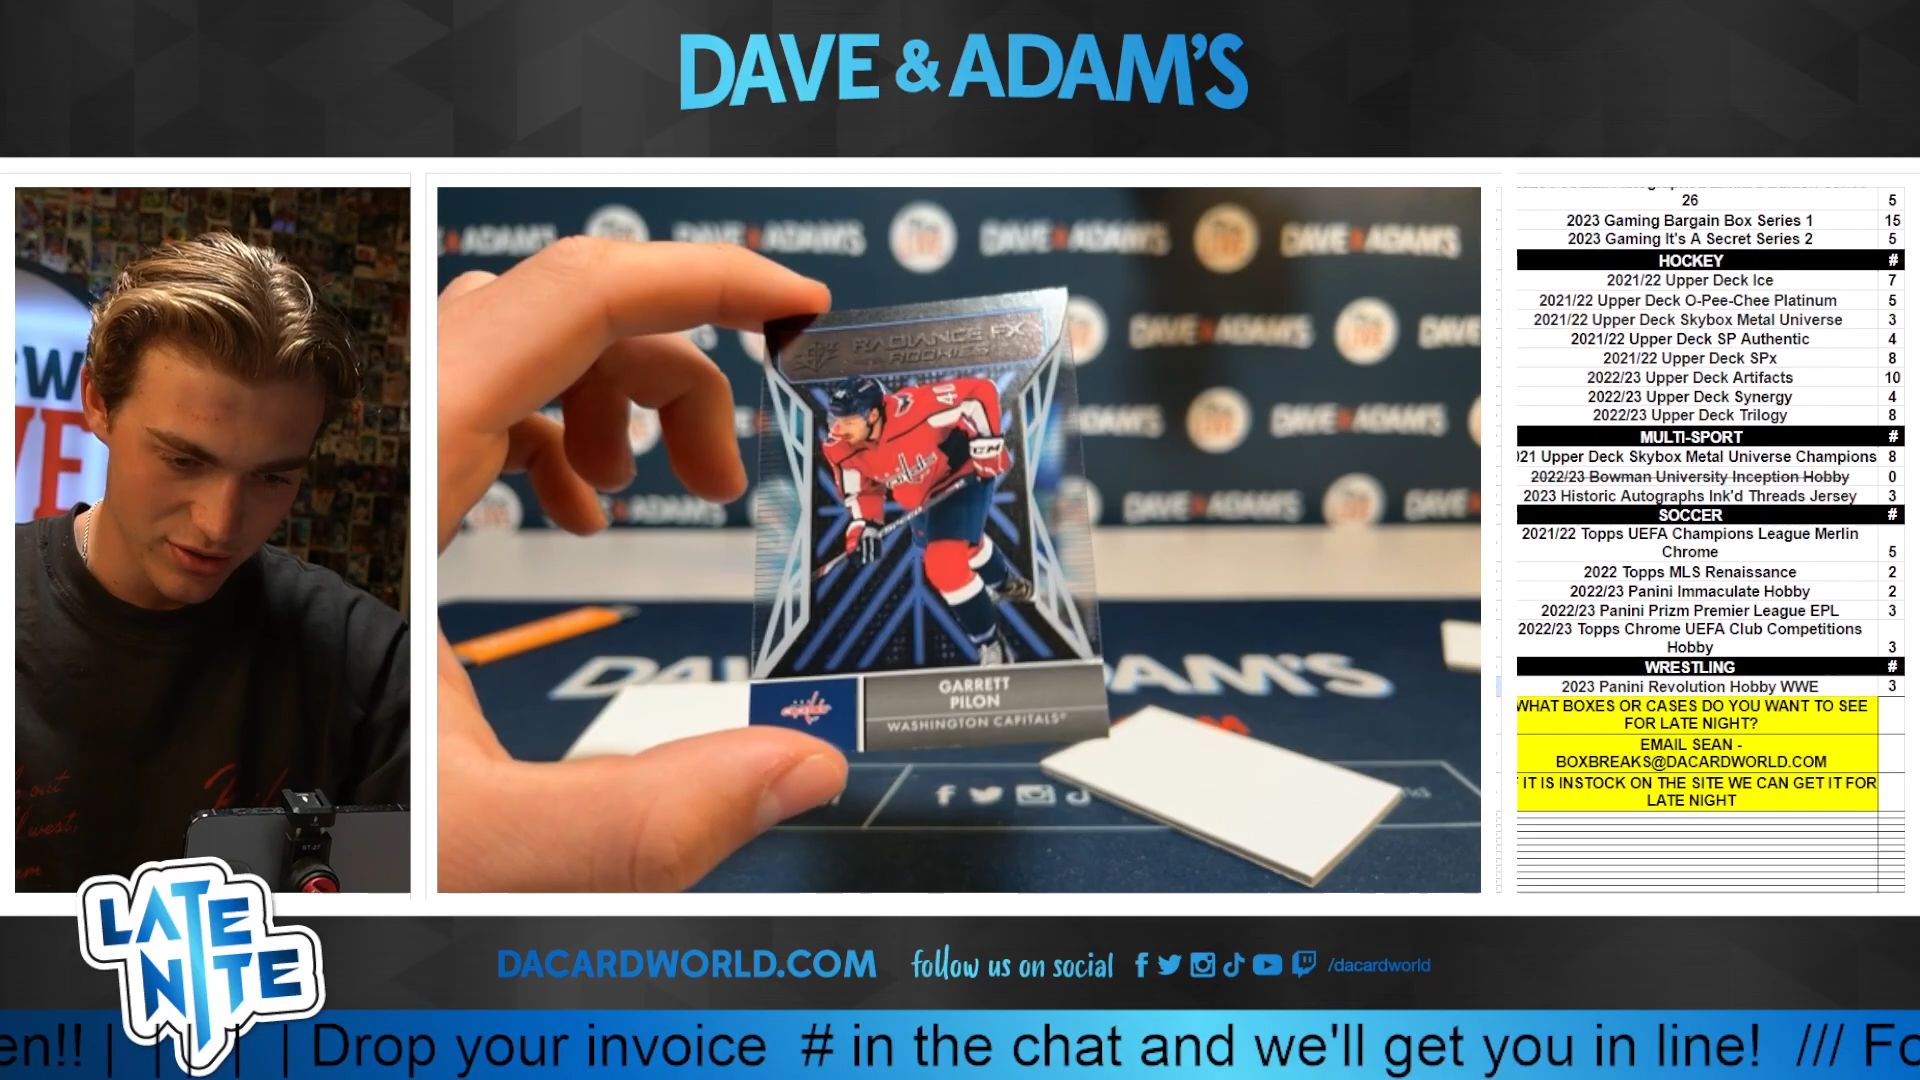 DAVE & ADAM'S
26 5
2023 Gaming Bargain Box Series 1 15
2023 Gaming It's A Secret Series 2 5
HOCKEY #
2021/22 Upper Deck Ice 7
2021/22 Upper Deck O-Pee-Chee Platinum 5
2021/22 Upper Deck Skybox Metal Universe 3
2021/22 Upper Deck SP Authentic 4
2021/22 Upper Deck SPx 8
2022/23 Upper Deck Artifacts 10
2022/23 Upper Deck Synergy 4
2022/23 Upper Deck Trilogy 8
MULTI-SPORT #
21 Upper Deck Skybox Metal Universe Champions 8
2022/23 Bowman University Inception Hobby 0
2023 Historic Autographs Ink'd Threads Jersey 3
SOCCER #
2021/22 Topps UEFA Champions League Merlin
Chrome 5
2022 Topps MLS Renaissance 2
2022/23 Panini Immaculate Hobby 2
2022/23 Panini Prizm Premier League EPL 3
2022/23 Topps Chrome UEFA Club Competitions
Hobby 3
WRESTLING #
2023 Panini Revolution Hobby WWE 3
WHAT BOXES OR CASES DO YOU WANT TO SEE
FOR LATE NIGHT?
EMAIL SEAN -
BOXBREAKS@DACARDWORLD.COM
IT IS INSTOCK ON THE SITE WE CAN GET IT FOR
LATE NIGHT
DAVE & ADAM'S
DAVE & ADAM'S
DAVE & ADAM'S
RADIANCE FX
ROOKIES
40
CCM
capitals
GARRETT
PILON
WASHINGTON CAPITALS
LATE
NITE
DACARDWORLD.COM follow us on social /dacardworld
en!! | | | | | | Drop your invoice # in the chat and we'll get you in line! /// Fo